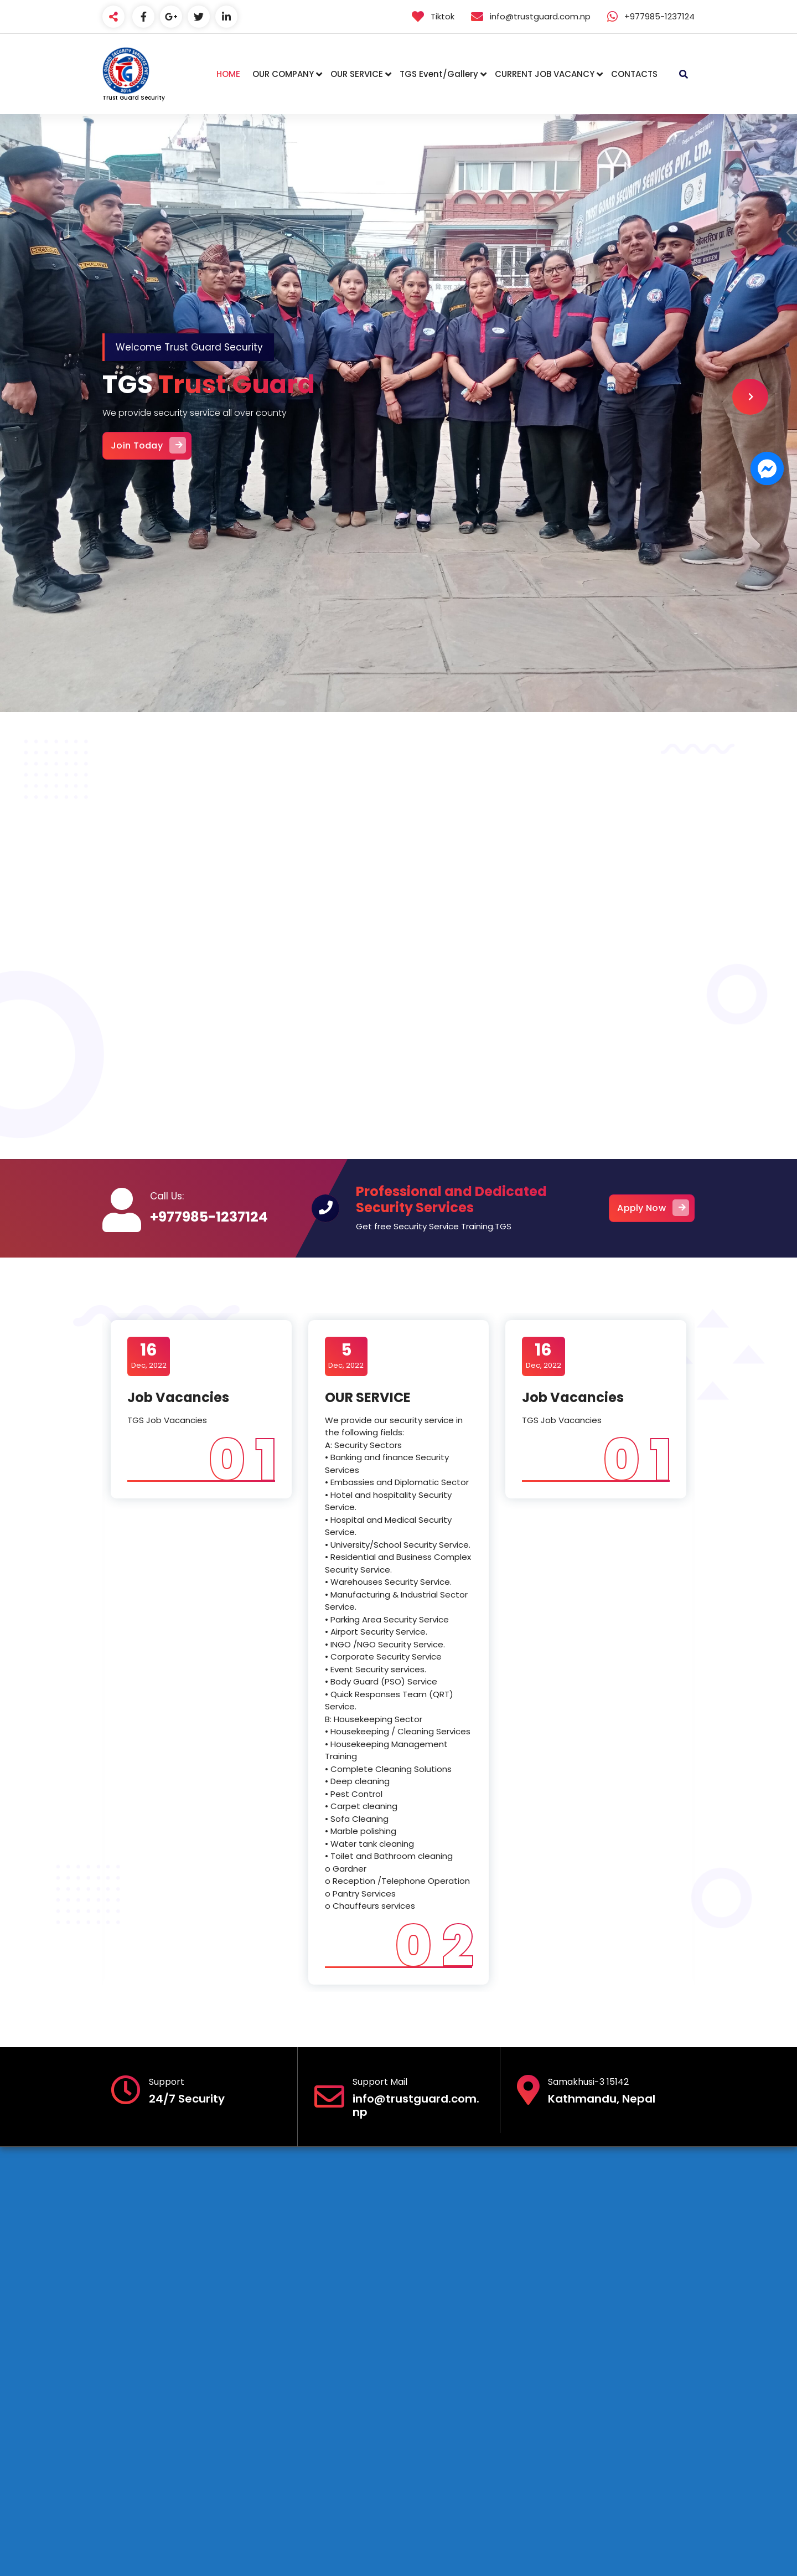 Tiktok
info@trustguard.com.np
+977985-1237124
Trust Guard Security
HOME
OUR COMPANY
OUR SERVICE
TGS Event/Gallery
CURRENT JOB VACANCY
CONTACTS
TRUST GUARD SECURITY SERVICES PVT. LTD.
Welcome Trust Guard Security
TGS Trust Guard
We provide security service all over county
Join Today
Call Us:
+977985-1237124
Professional and Dedicated
Security Services
Get free Security Service Training.TGS
Apply Now
16
Dec, 2022
Job Vacancies
TGS Job Vacancies
01
5
Dec, 2022
OUR SERVICE
We provide our security service in
the following fields:
A: Security Sectors
• Banking and finance Security
Services
• Embassies and Diplomatic Sector
• Hotel and hospitality Security
Service.
• Hospital and Medical Security
Service.
• University/School Security Service.
• Residential and Business Complex
Security Service.
• Warehouses Security Service.
• Manufacturing & Industrial Sector
Service.
• Parking Area Security Service
• Airport Security Service.
• INGO /NGO Security Service.
• Corporate Security Service
• Event Security services.
• Body Guard (PSO) Service
• Quick Responses Team (QRT)
Service.
B: Housekeeping Sector
• Housekeeping / Cleaning Services
• Housekeeping Management
Training
• Complete Cleaning Solutions
• Deep cleaning
• Pest Control
• Carpet cleaning
• Sofa Cleaning
• Marble polishing
• Water tank cleaning
• Toilet and Bathroom cleaning
o Gardner
o Reception /Telephone Operation
o Pantry Services
o Chauffeurs services
02
16
Dec, 2022
Job Vacancies
TGS Job Vacancies
01
Support
24/7 Security
Support Mail
info@trustguard.com.
np
Samakhusi-3 15142
Kathmandu, Nepal